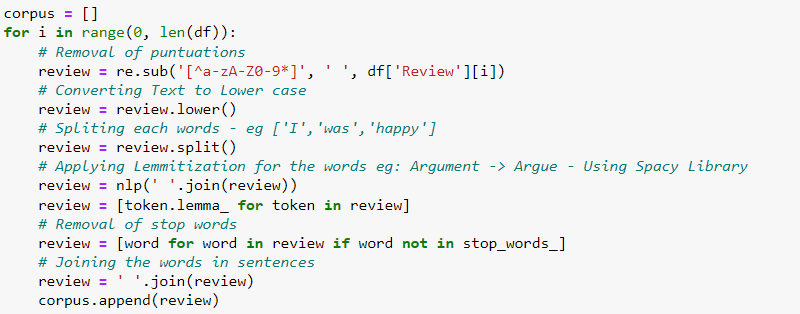 corpus = []
for i in range(0, len(df)):
    # Removal of puntuations
    review = re.sub('[^a-zA-Z0-9*]', ' ', df['Review'][i])
    # Converting Text to Lower case
    review = review.lower()
    # Spliting each words - eg ['I','was','happy']
    review = review.split()
    # Applying Lemmitization for the words eg: Argument -> Argue - Using Spacy Library
    review = nlp(' '.join(review))
    review = [token.lemma_ for token in review]
    # Removal of stop words
    review = [word for word in review if word not in stop_words_]
    # Joining the words in sentences
    review = ' '.join(review)
    corpus.append(review)